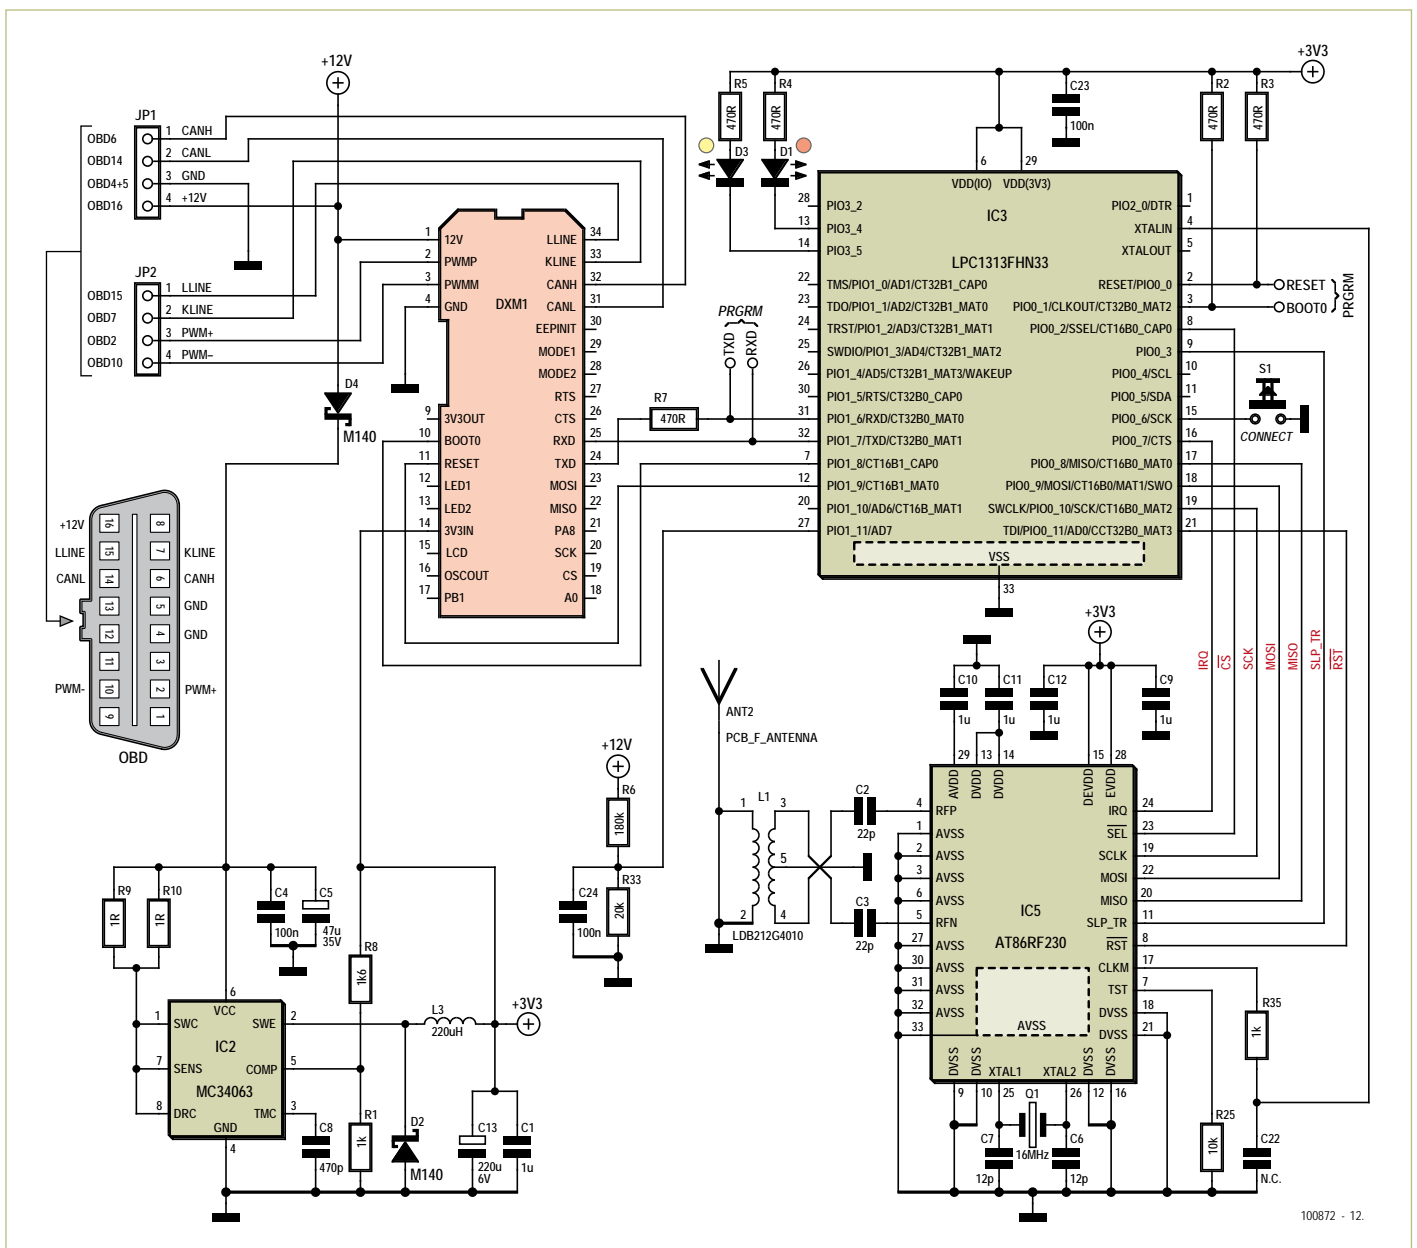 +12V
JP1
OBD6 1 CANH
OBD14 2 CANL
OBD4+5 3 GND
OBD16 4 +12V
JP2
OBD15 1 LLINE
OBD7 2 KLINE
OBD2 3 PWM+
OBD10 4 PWM–
D4
M140
DXM1
1 12V
2 PWMP
3 PWMM
4 GND
9 3V3OUT
10 BOOT0
11 RESET
12 LED1
13 LED2
14 3V3IN
15 LCD
16 OSCOUT
17 PB1
LLINE 34
KLINE 33
CANH 32
CANL 31
EEPINIT 30
MODE1 29
MODE2 28
RTS 27
CTS 26
RXD 25
TXD 24
MOSI 23
MISO 22
PA8 21
SCK 20
CS 19
A0 18
PRGRM
TXD
RXD
R7
470R
+3V3
R5
470R
R4
470R
D3
D1
C23
100n
R2
470R
R3
470R
6 29
VDD(IO) VDD(3V3)
IC3
LPC1313FHN33
28 PIO3_2
13 PIO3_4
14 PIO3_5
22 TMS/PIO1_0/AD1/CT32B1_CAP0
23 TDO/PIO1_1/AD2/CT32B1_MAT0
24 TRST/PIO1_2/AD3/CT32B1_MAT1
25 SWDIO/PIO1_3/AD4/CT32B1_MAT2
26 PIO1_4/AD5/CT32B1_MAT3/WAKEUP
30 PIO1_5/RTS/CT32B0_CAP0
31 PIO1_6/RXD/CT32B0_MAT0
32 PIO1_7/TXD/CT32B0_MAT1
7 PIO1_8/CT16B1_CAP0
12 PIO1_9/CT16B1_MAT0
20 PIO1_10/AD6/CT16B_MAT1
27 PIO1_11/AD7
PIO2_0/DTR 1
XTALIN 4
XTALOUT 5
RESET/PIO0_0 2
PIO0_1/CLKOUT/CT32B0_MAT2 3
PIO0_2/SSEL/CT16B0_CAP0 8
PIO0_3 9
PIO0_4/SCL 10
PIO0_5/SDA 11
PIO0_6/SCK 15
PIO0_7/CTS 16
PIO0_8/MISO/CT16B0_MAT0 17
PIO0_9/MOSI/CT16B0/MAT1/SWO 18
SWCLK/PIO0_10/SCK/CT16B0_MAT2 19
TDI/PIO0_11/AD0/CCT32B0_MAT3 21
VSS
33
RESET
BOOT0
PRGRM
S1
CONNECT
IRQ
CS
SCK
MOSI
MISO
SLP_TR
RST
+12V 16 8
LLINE 15 7 KLINE
CANL 14 6 CANH
13 5 GND
12 4 GND
11 3
PWM- 10 2 PWM+
9 1
OBD
ANT2
PCB_F_ANTENNA
L1
1 3
5
2 4
LDB212G4010
C2
22p
C3
22p
+3V3
C10
1u
C11
1u
C12
1u
C9
1u
29 13 14 15 28
AVDD
DVDD
DVDD
DEVDD
EVDD
IC5
AT86RF230
4 RFP
1 AVSS
2 AVSS
3 AVSS
6 AVSS
5 RFN
27 AVSS
30 AVSS
31 AVSS
32 AVSS
33
AVSS
IRQ 24
SEL 23
SCLK 19
MOSI 22
MISO 20
SLP_TR 11
RST 8
CLKM 17
TST 7
DVSS 18
DVSS 21
DVSS
DVSS
XTAL1 XTAL2
DVSS
DVSS
9 10 25 26 12 16
Q1
16MHz
C7
12p
C6
12p
R35
1k
R25
10k
C22
N.C.
+12V
R6
180k
R33
20k
C24
100n
R9
1R
R10
1R
C4
100n
C5
47u
35V
R8
1k6
6
VCC
IC2
MC34063
1 SWC
7 SENS
8 DRC
SWE 2
COMP 5
TMC 3
GND
4
L3
220uH
+3V3
C8
470p
R1
1k
D2
M140
C13
220u
6V
C1
1u
100872 - 12.